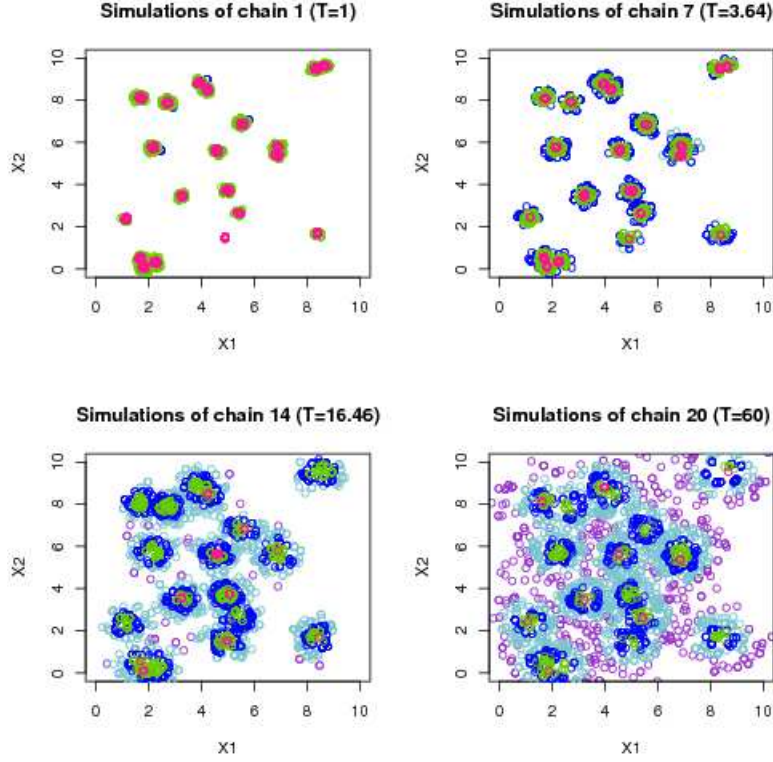 Simulations of chain 1 (T=1)
X2
0 2 4 6 8 10
0 2 4 6 8 10
X1
Simulations of chain 7 (T=3.64)
X2
0 2 4 6 8 10
0 2 4 6 8 10
X1
Simulations of chain 14 (T=16.46)
X2
0 2 4 6 8 10
0 2 4 6 8 10
X1
Simulations of chain 20 (T=60)
X2
0 2 4 6 8 10
0 2 4 6 8 10
X1